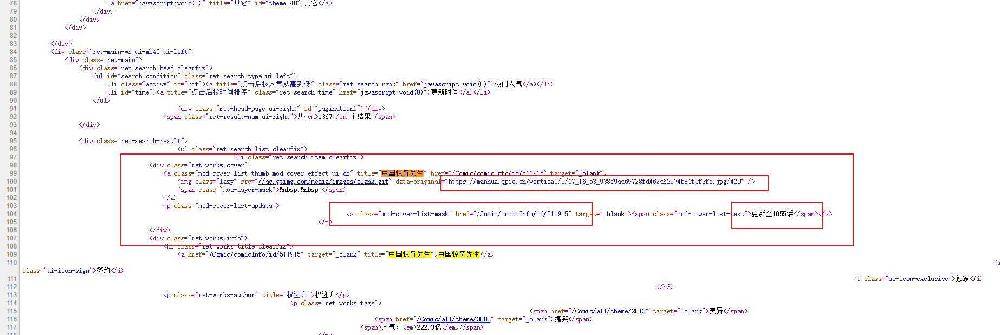 78 <a href="javascript:void(0)" title="其它" id="theme_40">其它</a>
79 </div>
80 </div>
81 </div>
82
83 </div>
84 <div class="ret-main-wr ui-mb40 ui-left">
85 <div class="ret-main">
86 <div class="ret-search-head clearfix">
87 <ul id="search-condition" class="ret-search-type ui-left">
88 <li class="active" id="hot"><a title="点击后按人气从高到低" class="ret-search-rank" href="javascript:void(0)">热门人气</a></li>
89 <li id="time"><a title="点击后按时间排序" class="ret-search-time" href="javascript:void(0)">更新时间</a></li>
90 </ul>
91 <div class="ret-head-page ui-right" id="pagination1"></div>
92 <span class="ret-result-num ui-right">共<em>1367</em>个结果</span>
93 </div>
94
95 <div class="ret-search-result">
96 <ul class="ret-search-list clearfix">
97 <li class="ret-search-item clearfix">
98 <div class="ret-works-cover">
99 <a class="mod-cover-list-thumb mod-cover-effect ui-db" title="中国惊奇先生" href="/Comic/comicInfo/id/511915" target="_blank">
100 <img class="lazy" src="//ac.gtimg.com/media/images/blank.gif" data-original="https://manhua.qpic.cn/vertical/0/17_16_53_938f9aa69728fd462a62074b81f0f3fb.jpg/420" />
101 <span class="mod-layer-mask">&nbsp;&nbsp;</span>
102 </a>
103 <p class="mod-cover-list-updata">
104 <a class="mod-cover-list-mask" href="/Comic/comicInfo/id/511915" target="_blank"><span class="mod-cover-list-text">更新至1055话</span></a>
105 </p>
106 </div>
107 <div class="ret-works-info">
108 <h3 class="ret-works-title clearfix">
109 <a href="/Comic/comicInfo/id/511915" target="_blank" title="中国惊奇先生">中国惊奇先生</a>
110 <i
class="ui-icon-sign">签约</i>
111 <i class="ui-icon-exclusive">独家</i>
112 </h3>
113 <p class="ret-works-author" title="权迎升">权迎升</p>
114 <p class="ret-works-tags">
115 <span href="/Comic/all/theme/2012" target="_blank">灵异</span>
116 <span href="/Comic/all/theme/3003" target="_blank">搞笑</span>
117 <span>人气：<em>222.3亿</em></span>
118 </p>